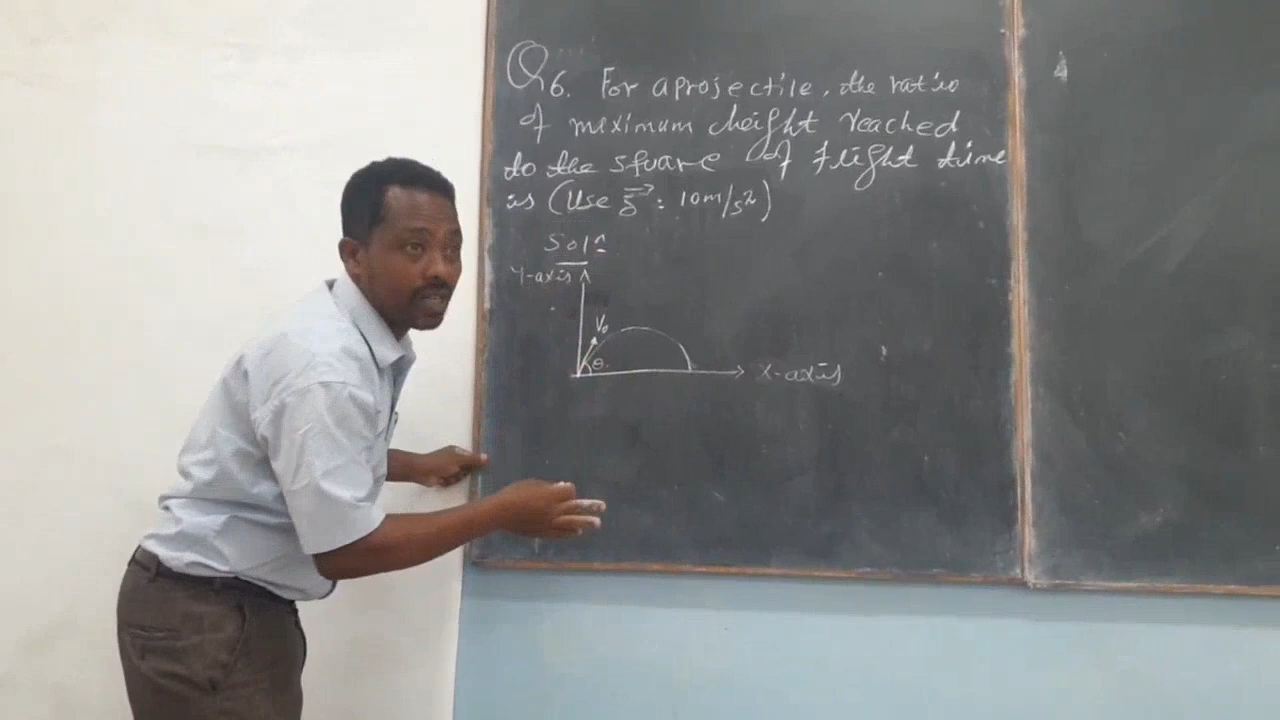 Q6. For a projectile, the ratio
of maximum height reached
to the square of flight time
is (Use g⃗ : 10m/s²)
Solⁿ
Y-axis
V₀
θ
X-axis